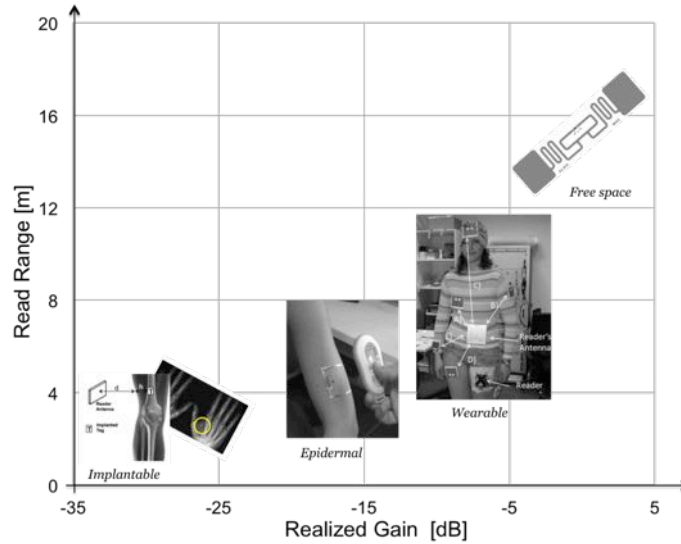 20
16
12
8
4
0
-35
-25
-15
-5
5
Read Range [m]
Realized Gain [dB]
Free space
Wearable
Reader's
Antenna
Reader
C)
B)
D)
Epidermal
Implantable
d
h
Reader
Antenna
Implanted
Tag